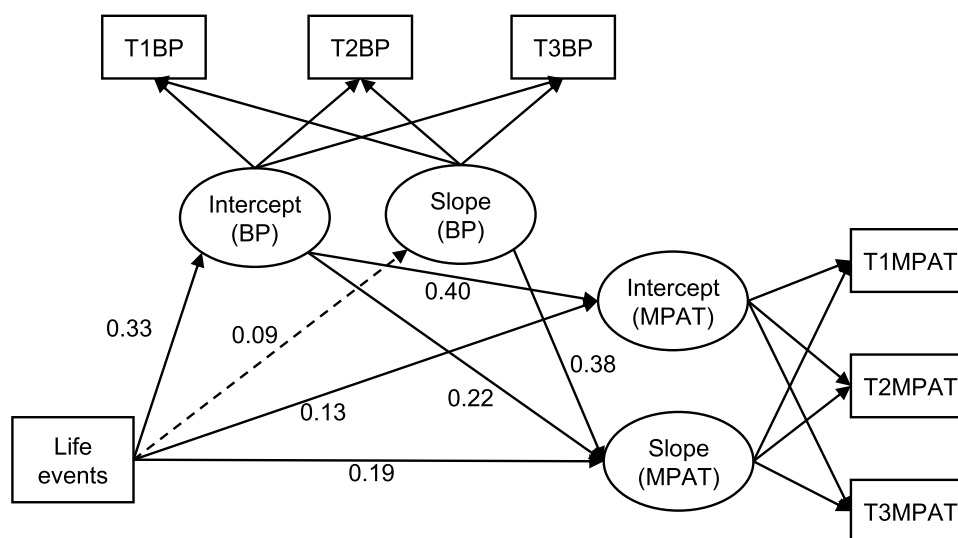 T1BP
T2BP
T3BP
Intercept
(BP)
Slope
(BP)
T1MPAT
Intercept
(MPAT)
0.40
0.33
0.09
0.38
T2MPAT
0.13
0.22
Life
events
0.19
Slope
(MPAT)
T3MPAT